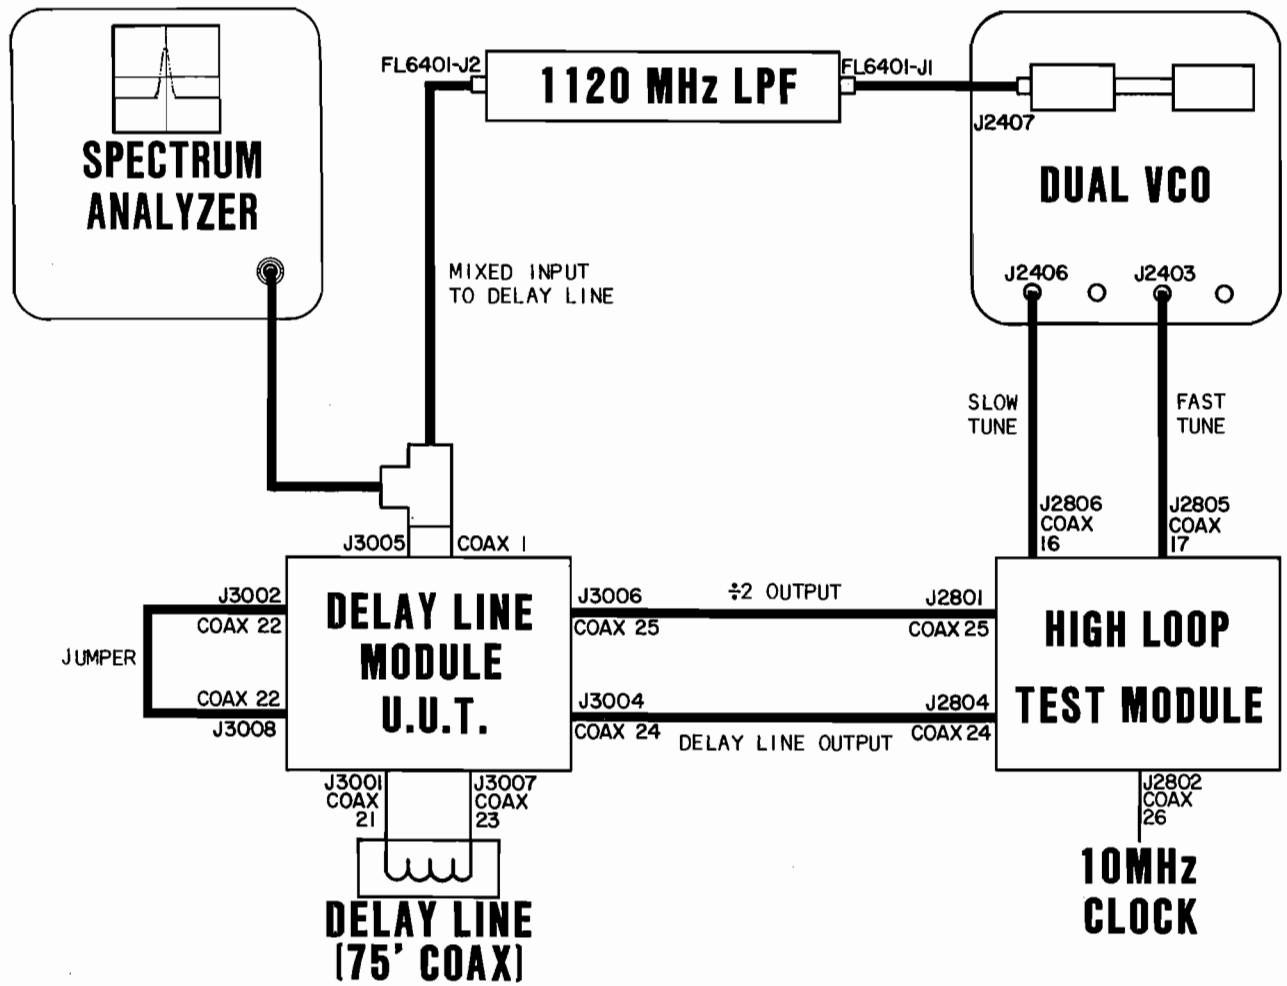 SPECTRUM
ANALYZER
FL6401-J2
1120 MHz LPF
FL6401-J1
J2407
DUAL VCO
J2406
J2403
MIXED INPUT
TO DELAY LINE
SLOW
TUNE
FAST
TUNE
J2806
COAX
16
J2805
COAX
17
J3005
COAX 1
J3002
COAX 22
JUMPER
COAX 22
J3008
DELAY LINE
MODULE
U.U.T.
J3006
COAX 25
÷2 OUTPUT
J2801
COAX 25
J3004
COAX 24
DELAY LINE OUTPUT
J2804
COAX 24
HIGH LOOP
TEST MODULE
J3001
COAX
21
J3007
COAX
23
DELAY LINE
(75' COAX)
J2802
COAX
26
10MHz
CLOCK